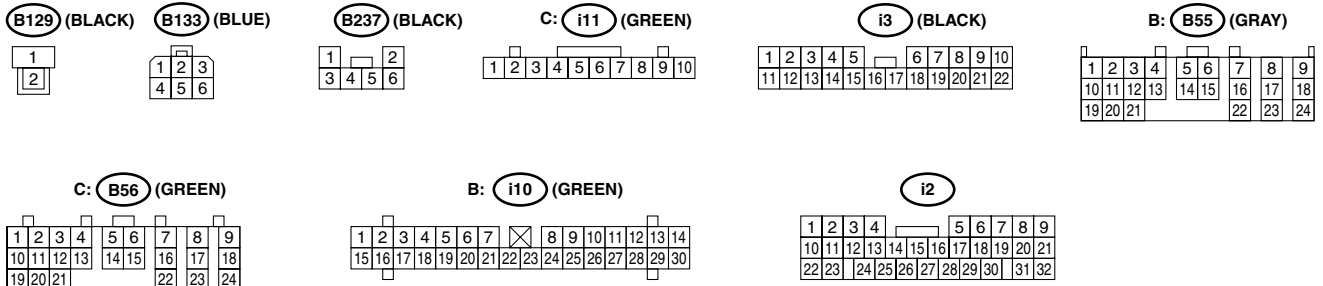 B129 (BLACK)
B133 (BLUE)
B237 (BLACK)
C: i11 (GREEN)
i3 (BLACK)
B: B55 (GRAY)
1
2
1 2 3
4 5 6
1 2
3 4 5 6
1 2 3 4 5 6 7 8 9 10
1 2 3 4 5 6 7 8 9 10
11 12 13 14 15 16 17 18 19 20 21 22
1 2 3 4 5 6 7 8 9
10 11 12 13 14 15 16 17 18
19 20 21 22 23 24
C: B56 (GREEN)
B: i10 (GREEN)
i2
1 2 3 4 5 6 7 8 9
10 11 12 13 14 15 16 17 18
19 20 21 22 23 24
1 2 3 4 5 6 7 8 9 10 11 12 13 14
15 16 17 18 19 20 21 22 23 24 25 26 27 28 29 30
1 2 3 4 5 6 7 8 9
10 11 12 13 14 15 16 17 18 19 20 21
22 23 24 25 26 27 28 29 30 31 32